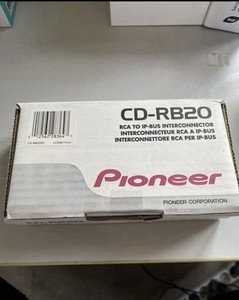 CD-RB20
RCA TO IP-BUS INTERCONNECTOR
INTERCONNECTEUR RCA A IP-BUS
INTERCONNETTORE RCA PER IP-BUS
Pioneer
PIONEER CORPORATION